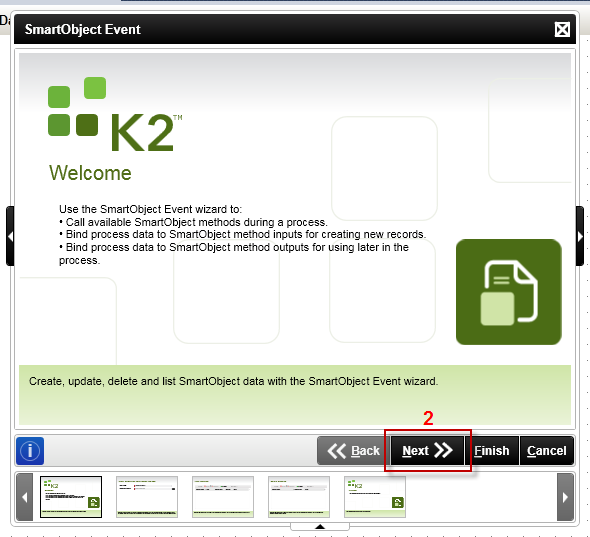 Da
SmartObject Event
K2™
Welcome
Use the SmartObject Event wizard to:
• Call available SmartObject methods during a process.
• Bind process data to SmartObject method inputs for creating new records.
• Bind process data to SmartObject method outputs for using later in the
process.
Create, update, delete and list SmartObject data with the SmartObject Event wizard.
2
Back Next Finish Cancel
K2
K2